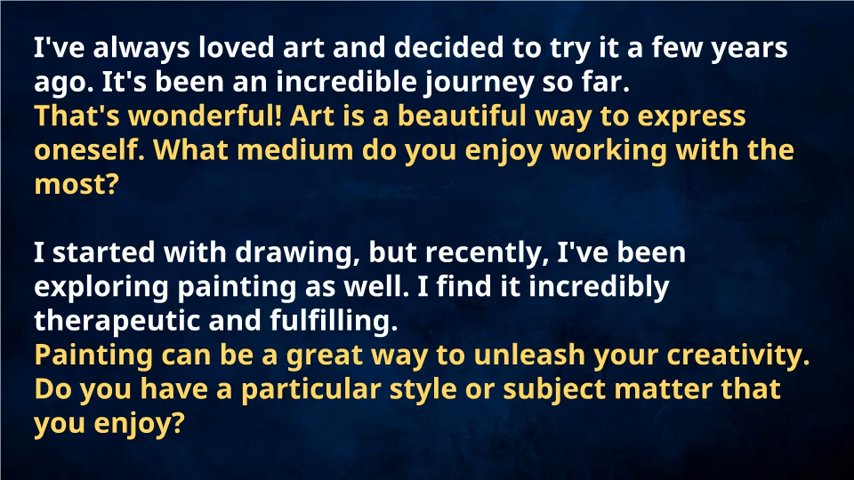 I've always loved art and decided to try it a few years
ago. It's been an incredible journey so far.
That's wonderful! Art is a beautiful way to express
oneself. What medium do you enjoy working with the
most?
I started with drawing, but recently, I've been
exploring painting as well. I find it incredibly
therapeutic and fulfilling.
Painting can be a great way to unleash your creativity.
Do you have a particular style or subject matter that
you enjoy?